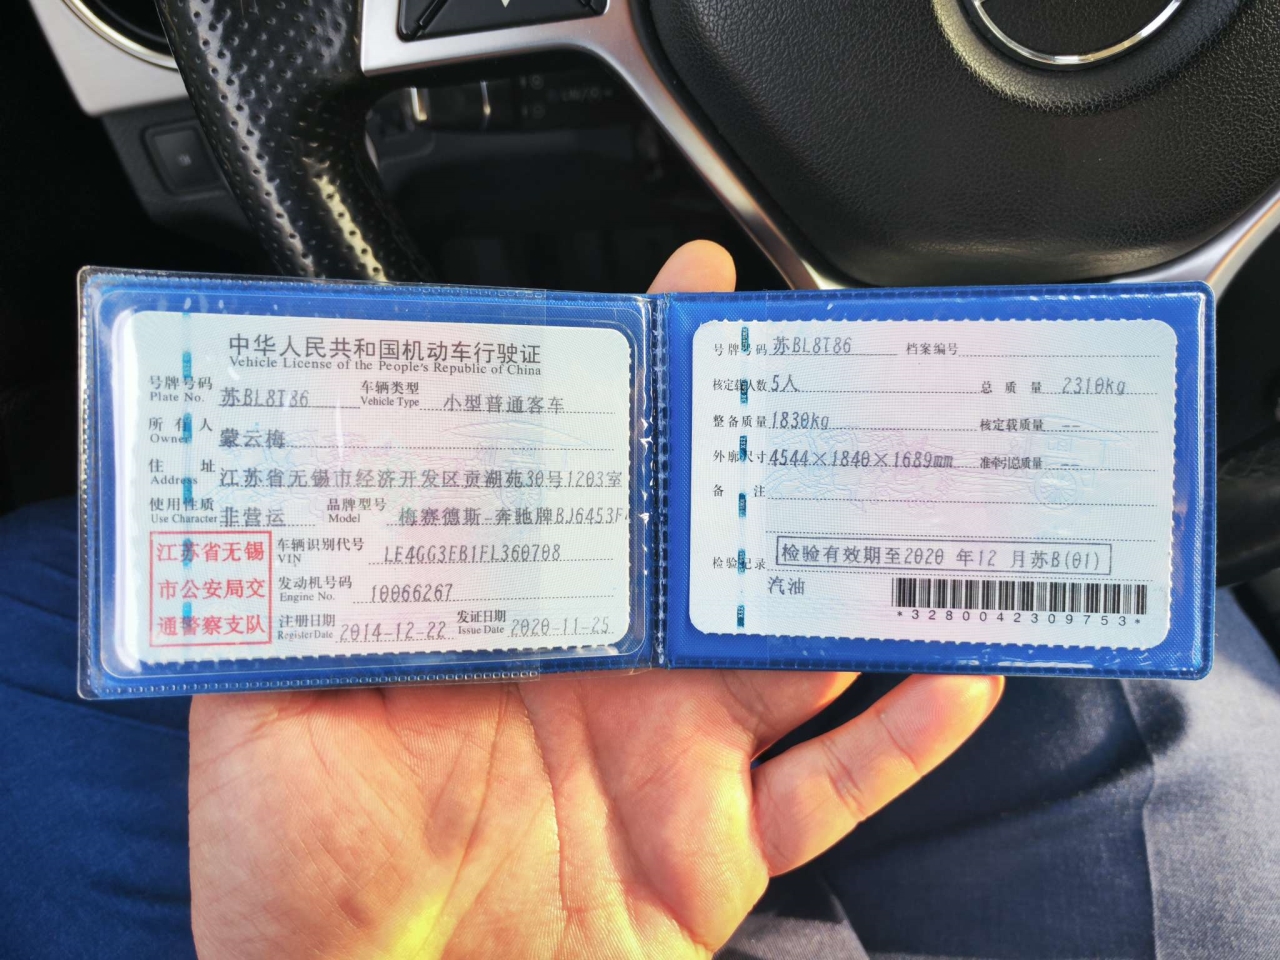 中华人民共和国机动车行驶证
Vehicle License of the People's Republic of China
号牌号码 苏BL8T86 车辆类型 小型普通客车
Plate No. Vehicle Type
所有人 蒙云梅
Owner
住址 江苏省无锡市经济开发区贡湖苑30号1203室
Address
使用性质 非营运 品牌型号 梅赛德斯-奔驰牌BJ6453F
Use Character Model
江苏省无锡
市公安局交
通警察支队
车辆识别代号 LE4GG3EB1FL360708
VIN
发动机号码 10066267
Engine No.
注册日期 2014-12-22 发证日期 2020-11-25
Register Date Issue Date
号牌号码 苏BL8T86 档案编号
核定载人数 5人 总质量 2310kg
整备质量 1830kg 核定载质量 --
外廓尺寸 4544×1840×1689mm 准牵引总质量 --
备注
检验记录 检验有效期至2020 年12 月苏B(01)
汽油
*3280042309753*